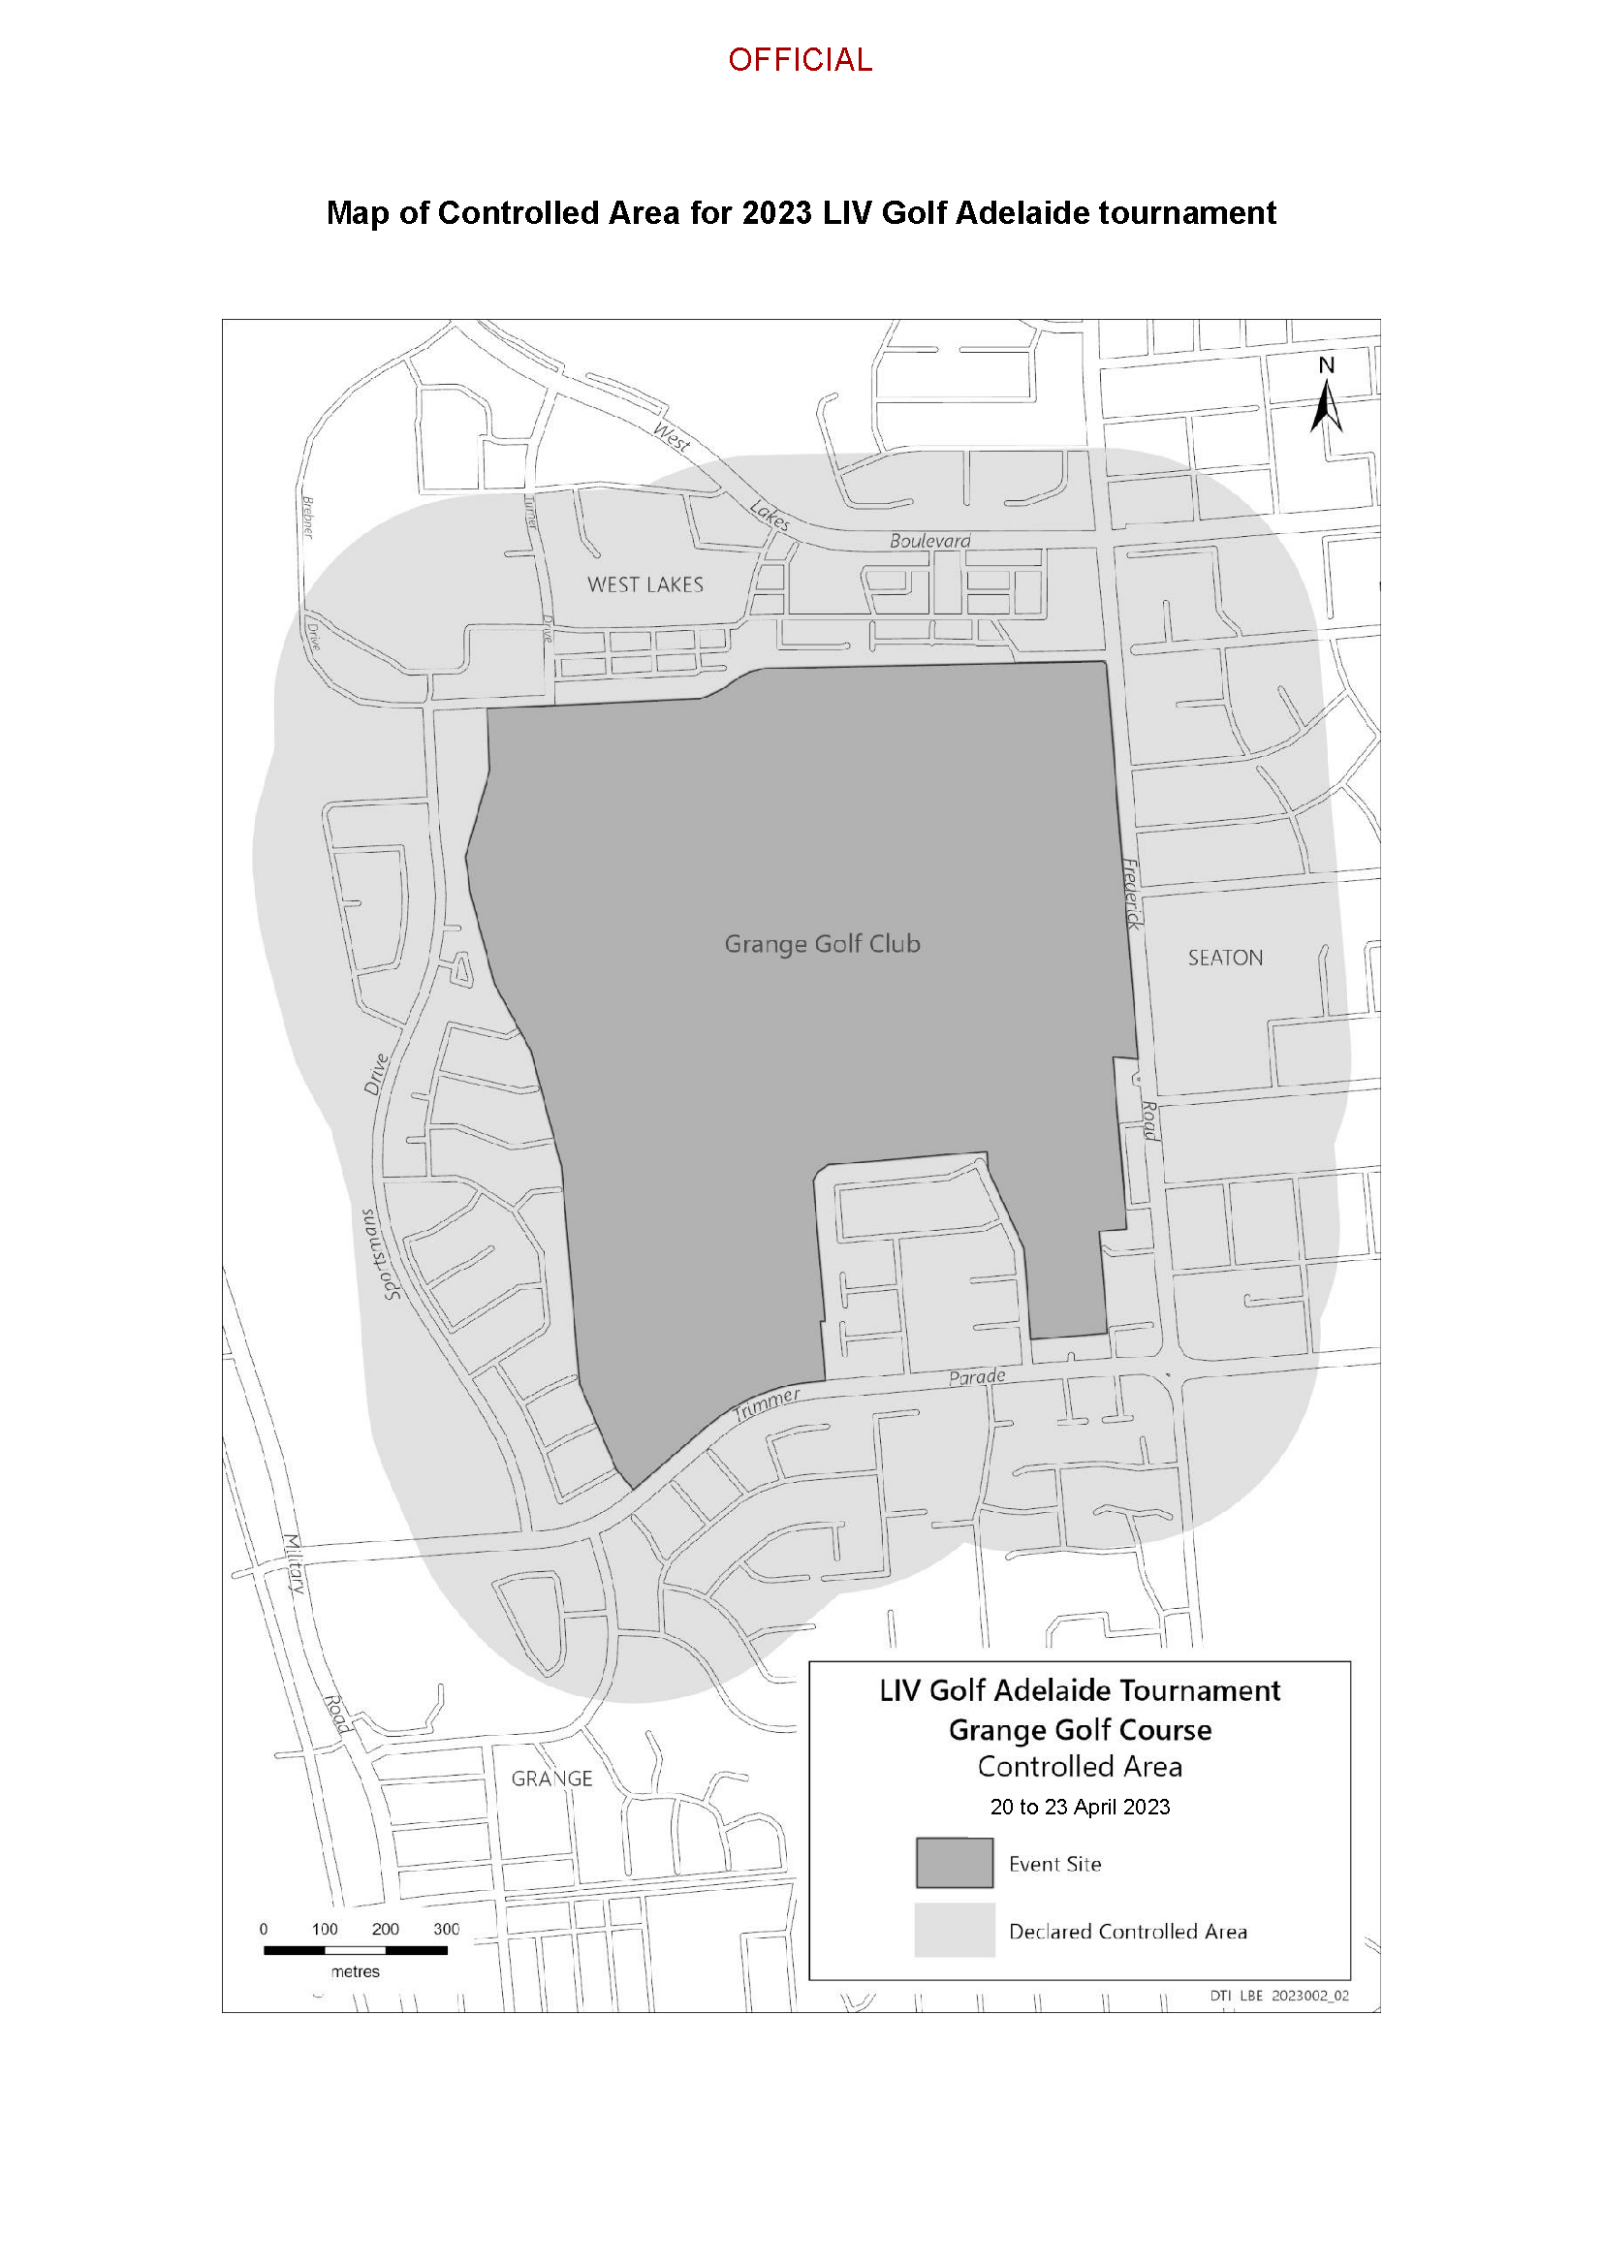 OFFICIAL
Map of Controlled Area for 2023 LIV Golf Adelaide tournament
N
West
Lakes
Boulevard
Brebner
Drive
Turner
Drive
WEST LAKES
Frederick
Road
Grange Golf Club
SEATON
Drive
Sportsmans
Trimmer
Parade
Military
Road
GRANGE
LIV Golf Adelaide Tournament
Grange Golf Course
Controlled Area
20 to 23 April 2023
Event Site
Declared Controlled Area
0 100 200 300
metres
DTI LBE 2023002_02